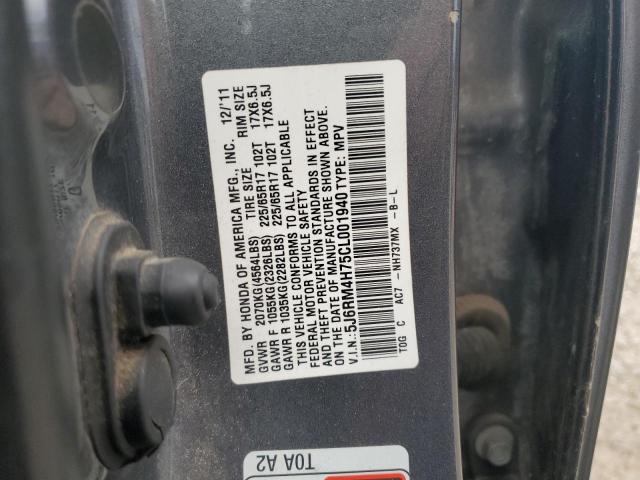 MFD. BY HONDA OF AMERICA MFG., INC. 12/'11
GVWR 2070KG(4564LBS) TIRE SIZE RIM SIZE
GAWR F 1055KG(2326LBS) 225/65R17 102T 17X6.5J
GAWR R 1035KG(2282LBS) 225/65R17 102T 17X6.5J
THIS VEHICLE CONFORMS TO ALL APPLICABLE
FEDERAL MOTOR VEHICLE SAFETY
AND THEFT PREVENTION STANDARDS IN EFFECT
ON THE DATE OF MANUFACTURE SHOWN ABOVE.
V.I.N.: 5J6RM4H75CL001940 TYPE: MPV
TOG C AC7 - NH737MX -B-L
T0A A2